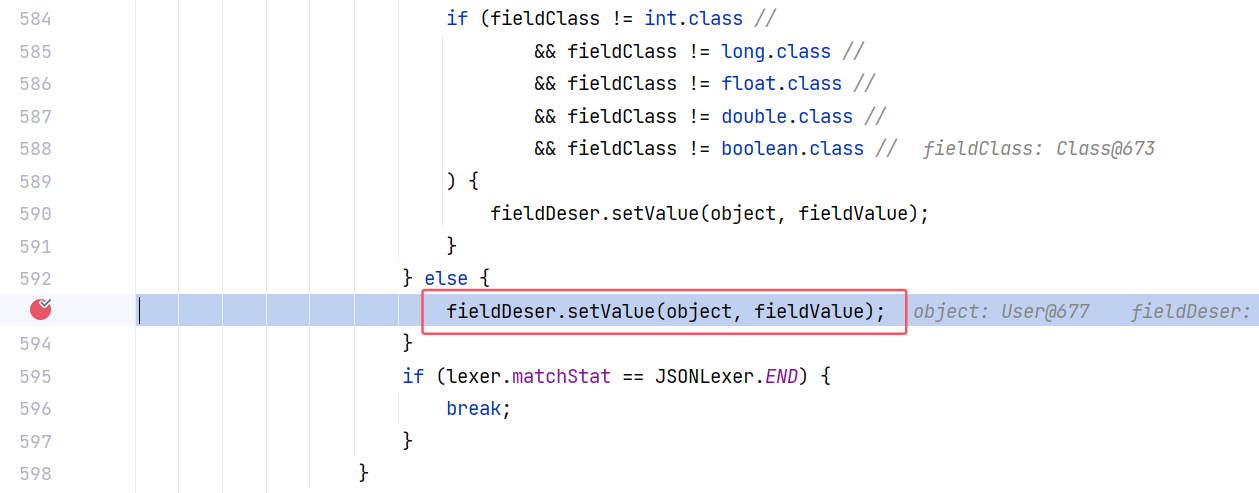 584 if (fieldClass != int.class //
585 && fieldClass != long.class //
586 && fieldClass != float.class //
587 && fieldClass != double.class //
588 && fieldClass != boolean.class // fieldClass: Class@673
589 ) {
590 fieldDeser.setValue(object, fieldValue);
591 }
592 } else {
fieldDeser.setValue(object, fieldValue); object: User@677 fieldDeser:
594 }
595 if (lexer.matchStat == JSONLexer.END) {
596 break;
597 }
598 }